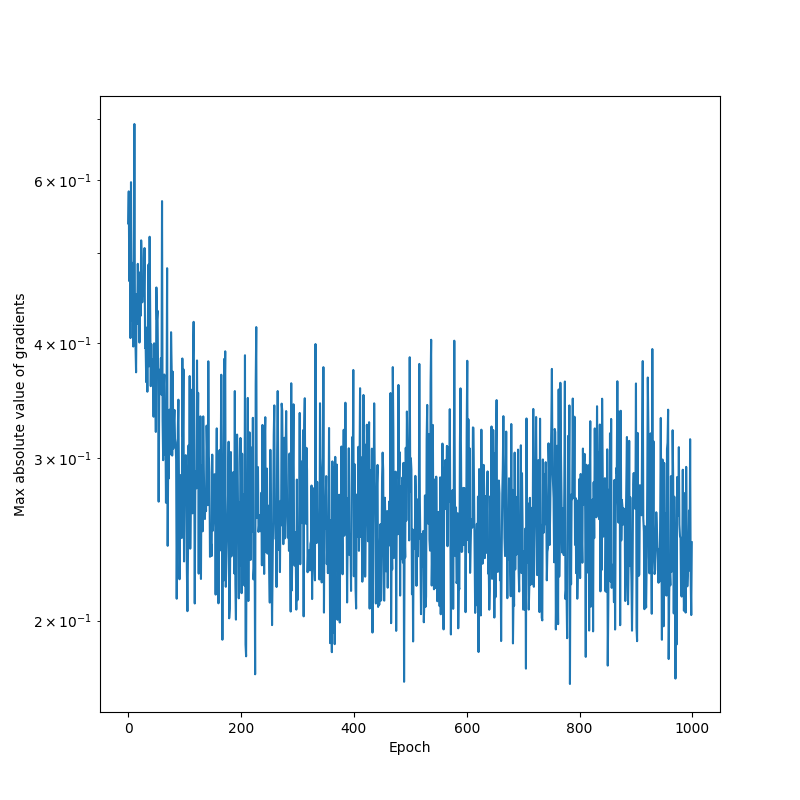 Max absolute value of gradients
6 × 10⁻¹
4 × 10⁻¹
3 × 10⁻¹
2 × 10⁻¹
0 200 400 600 800 1000
Epoch